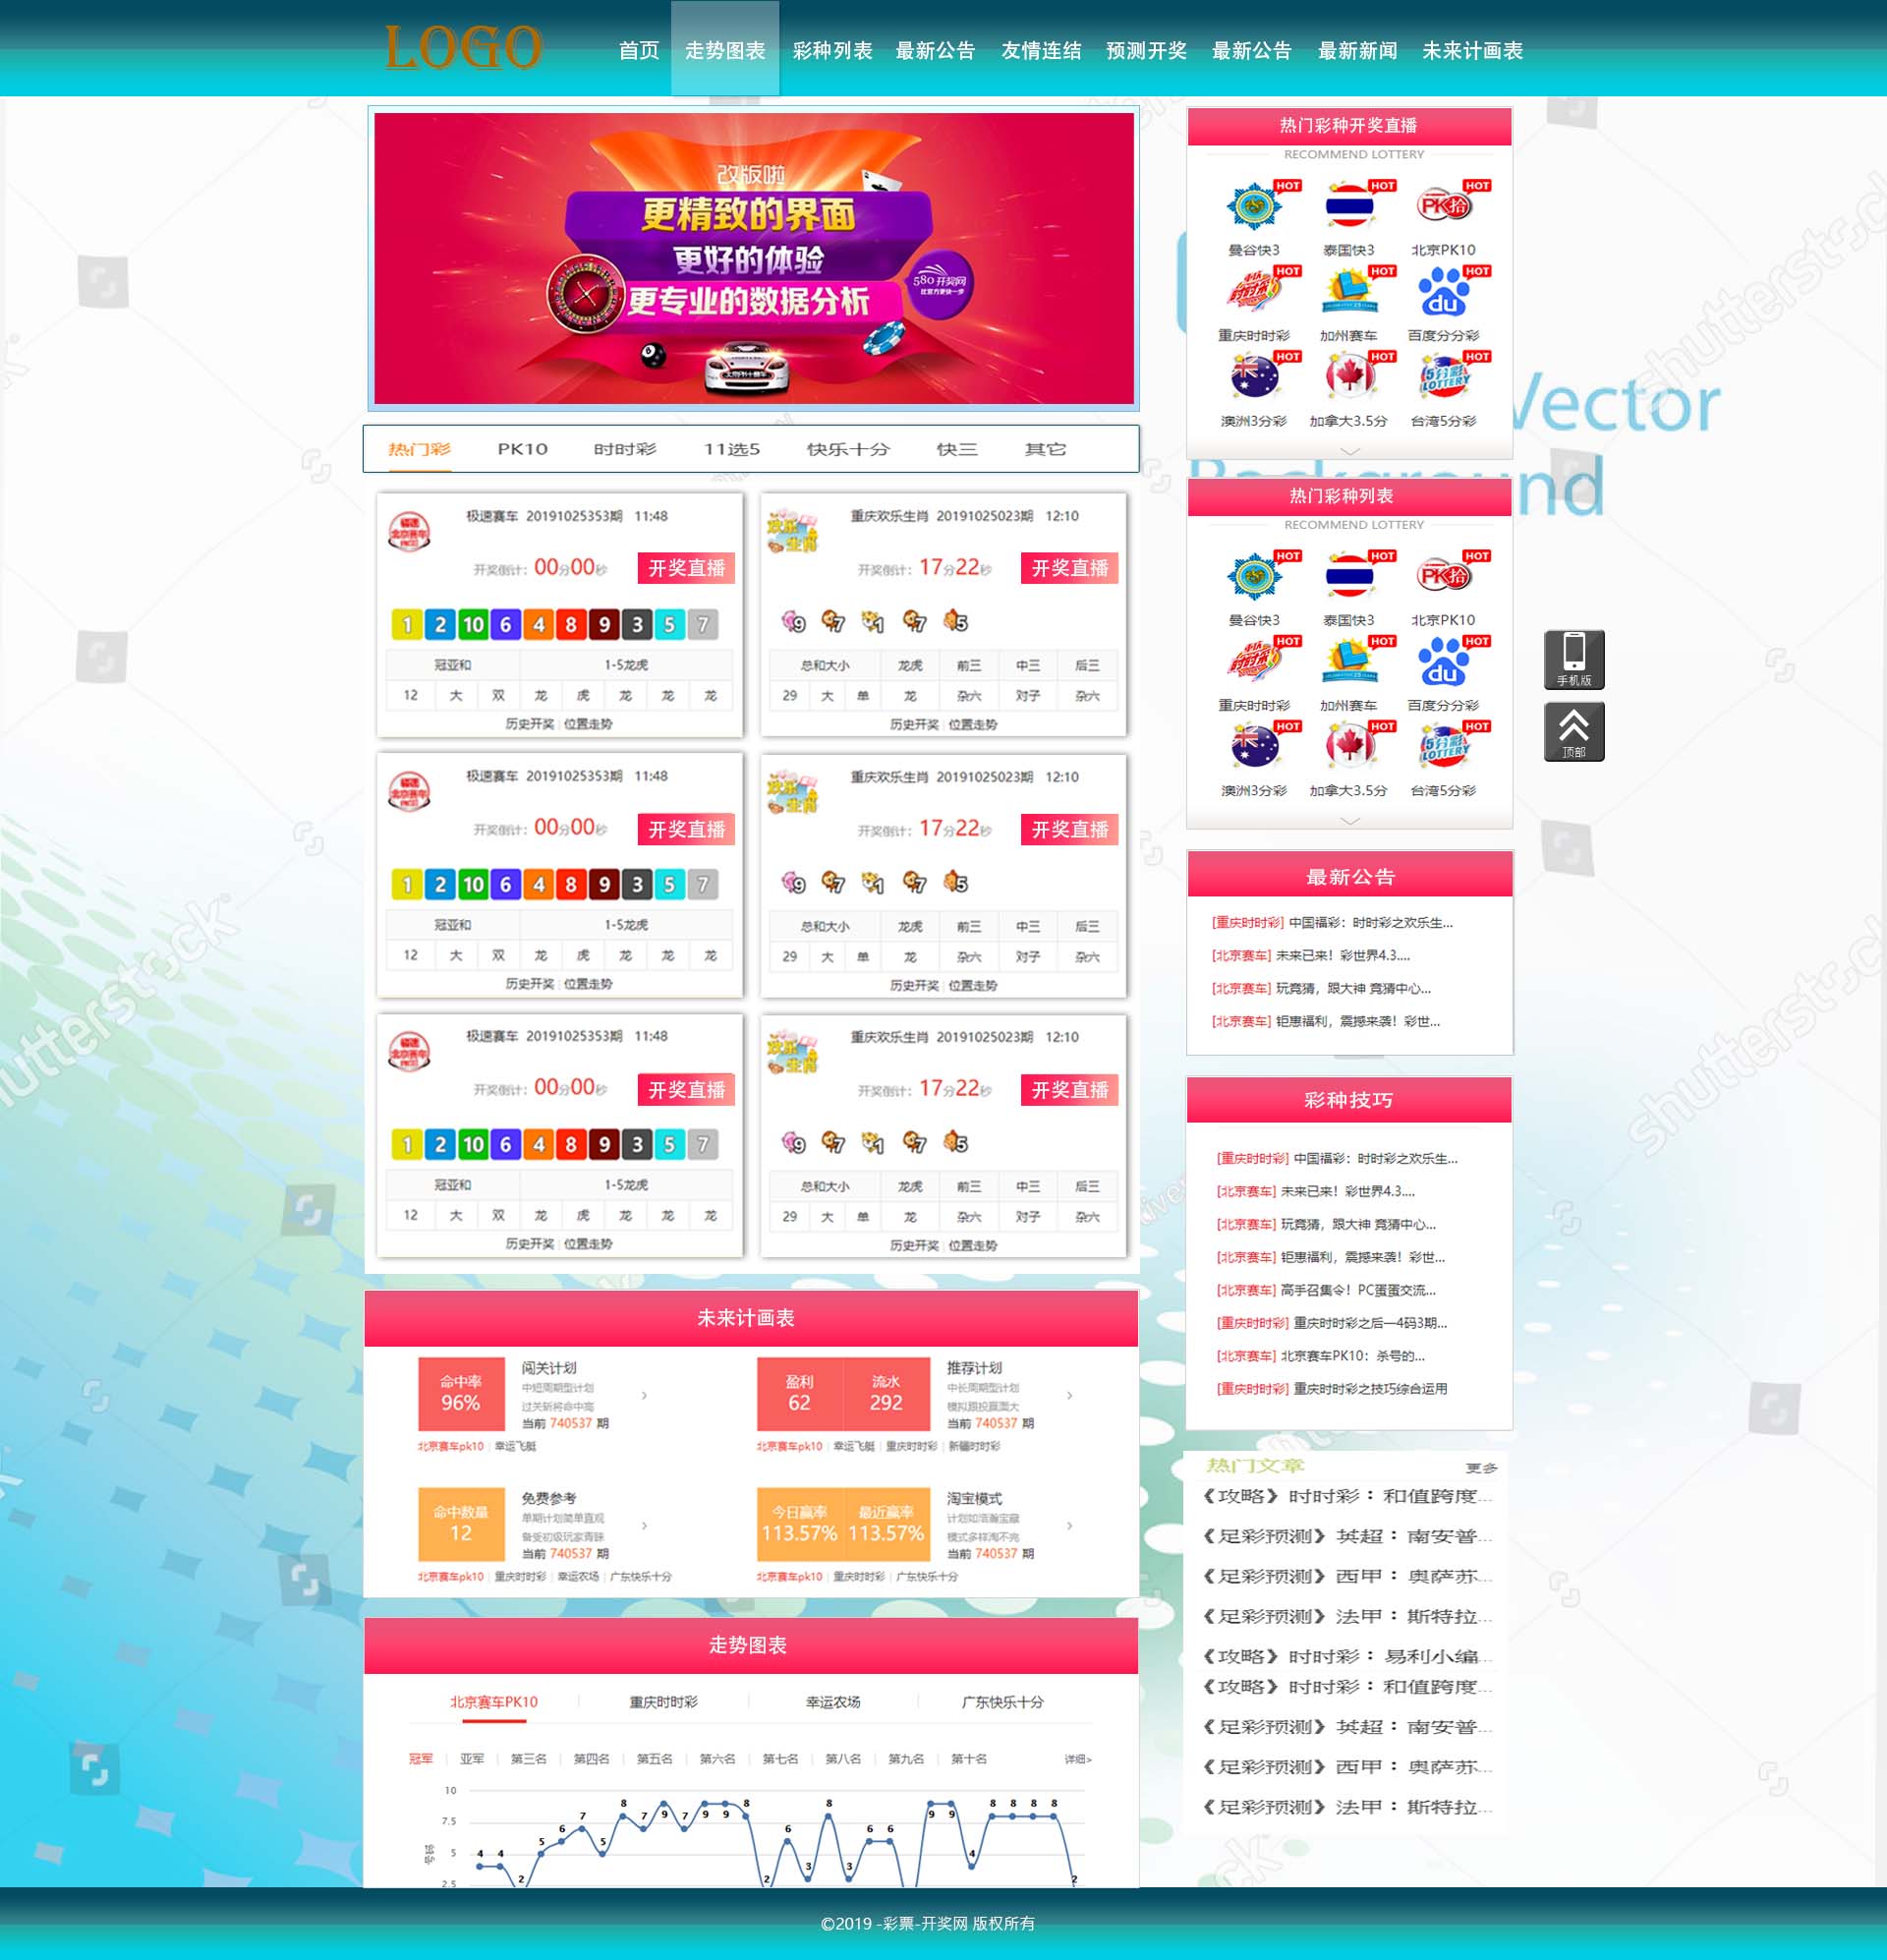 LOGO
首页 走势图表 彩种列表 最新公告 友情连结 预测开奖 最新公告 最新新闻 未来计画表
改版啦
更精致的界面
更好的体验
更专业的数据分析
580开奖网
比官方更快一步
热门彩 PK10 时时彩 11选5 快乐十分 快三 其它
极速赛车 20191025353期 11:48
开奖倒计：00分00秒 开奖直播
1 2 10 6 4 8 9 3 5 7
冠亚和 1-5龙虎
12 大 双 龙 虎 龙 龙 龙
历史开奖 位置走势
重庆欢乐生肖 20191025023期 12:10
欢乐生肖
开奖倒计：17分22秒 开奖直播
9 7 1 7 5
总和大小 龙虎 前三 中三 后三
29 大 单 龙 杂六 对子 杂六
历史开奖 位置走势
极速赛车 20191025353期 11:48
开奖倒计：00分00秒 开奖直播
1 2 10 6 4 8 9 3 5 7
冠亚和 1-5龙虎
12 大 双 龙 虎 龙 龙 龙
历史开奖 位置走势
重庆欢乐生肖 20191025023期 12:10
欢乐生肖
开奖倒计：17分22秒 开奖直播
9 7 1 7 5
总和大小 龙虎 前三 中三 后三
29 大 单 龙 杂六 对子 杂六
历史开奖 位置走势
极速赛车 20191025353期 11:48
开奖倒计：00分00秒 开奖直播
1 2 10 6 4 8 9 3 5 7
冠亚和 1-5龙虎
12 大 双 龙 虎 龙 龙 龙
历史开奖 位置走势
重庆欢乐生肖 20191025023期 12:10
欢乐生肖
开奖倒计：17分22秒 开奖直播
9 7 1 7 5
总和大小 龙虎 前三 中三 后三
29 大 单 龙 杂六 对子 杂六
历史开奖 位置走势
未来计画表
命中率
96%
闯关计划
中短周期型计划
过关斩将命中高
当前 740537 期
北京赛车pk10 幸运飞艇
盈利 流水
62 292
推荐计划
中长周期型计划
模拟跟投赢面大
当前 740537 期
北京赛车pk10 幸运飞艇 重庆时时彩 新疆时时彩
命中数量
12
免费参考
单期计划简单直观
备受初级玩家青睐
当前 740537 期
北京赛车pk10 重庆时时彩 幸运农场 广东快乐十分
今日赢率 最近赢率
113.57% 113.57%
淘宝模式
计划如浩瀚宝藏
模式多样淘不完
当前 740537 期
北京赛车pk10 重庆时时彩 广东快乐十分
走势图表
北京赛车PK10 重庆时时彩 幸运农场 广东快乐十分
冠军 亚军 第三名 第四名 第五名 第六名 第七名 第八名 第九名 第十名 详细>
10
7.5
5
2.5
号码
4 4 2 5 6 7 5 8 7 9 7 9 9 8 2 6 3 8 3 6 6 9 9 4 8 8 8 8 2
热门彩种开奖直播
RECOMMEND LOTTERY
HOT HOT HOT
PK拾
曼谷快3 泰国快3 北京PK10
HOT HOT HOT
du
重庆时时彩 加州赛车 百度分分彩
HOT HOT HOT
5分彩
LOTTERY
澳洲3分彩 加拿大3.5分 台湾5分彩
热门彩种列表
RECOMMEND LOTTERY
HOT HOT HOT
PK拾
曼谷快3 泰国快3 北京PK10
HOT HOT HOT
du
重庆时时彩 加州赛车 百度分分彩
HOT HOT HOT
5分彩
LOTTERY
澳洲3分彩 加拿大3.5分 台湾5分彩
最新公告
[重庆时时彩] 中国福彩：时时彩之欢乐生...
[北京赛车] 未来已来！彩世界4.3....
[北京赛车] 玩竞猜，跟大神 竞猜中心...
[北京赛车] 钜惠福利，震撼来袭！彩世...
彩种技巧
[重庆时时彩] 中国福彩：时时彩之欢乐生...
[北京赛车] 未来已来！彩世界4.3....
[北京赛车] 玩竞猜，跟大神 竞猜中心...
[北京赛车] 钜惠福利，震撼来袭！彩世...
[北京赛车] 高手召集令！PC蛋蛋交流...
[重庆时时彩] 重庆时时彩之后一4码3期...
[北京赛车] 北京赛车PK10：杀号的...
[重庆时时彩] 重庆时时彩之技巧综合运用
热门文章 更多
《攻略》时时彩：和值跨度...
《足彩预测》英超：南安普...
《足彩预测》西甲：奥萨苏...
《足彩预测》法甲：斯特拉...
《攻略》时时彩：易利小编...
《攻略》时时彩：和值跨度...
《足彩预测》英超：南安普...
《足彩预测》西甲：奥萨苏...
《足彩预测》法甲：斯特拉...
手机版
顶部
Vector
Background
shutterstock
shutterstock
shutterstock
©2019 -彩票-开奖网 版权所有